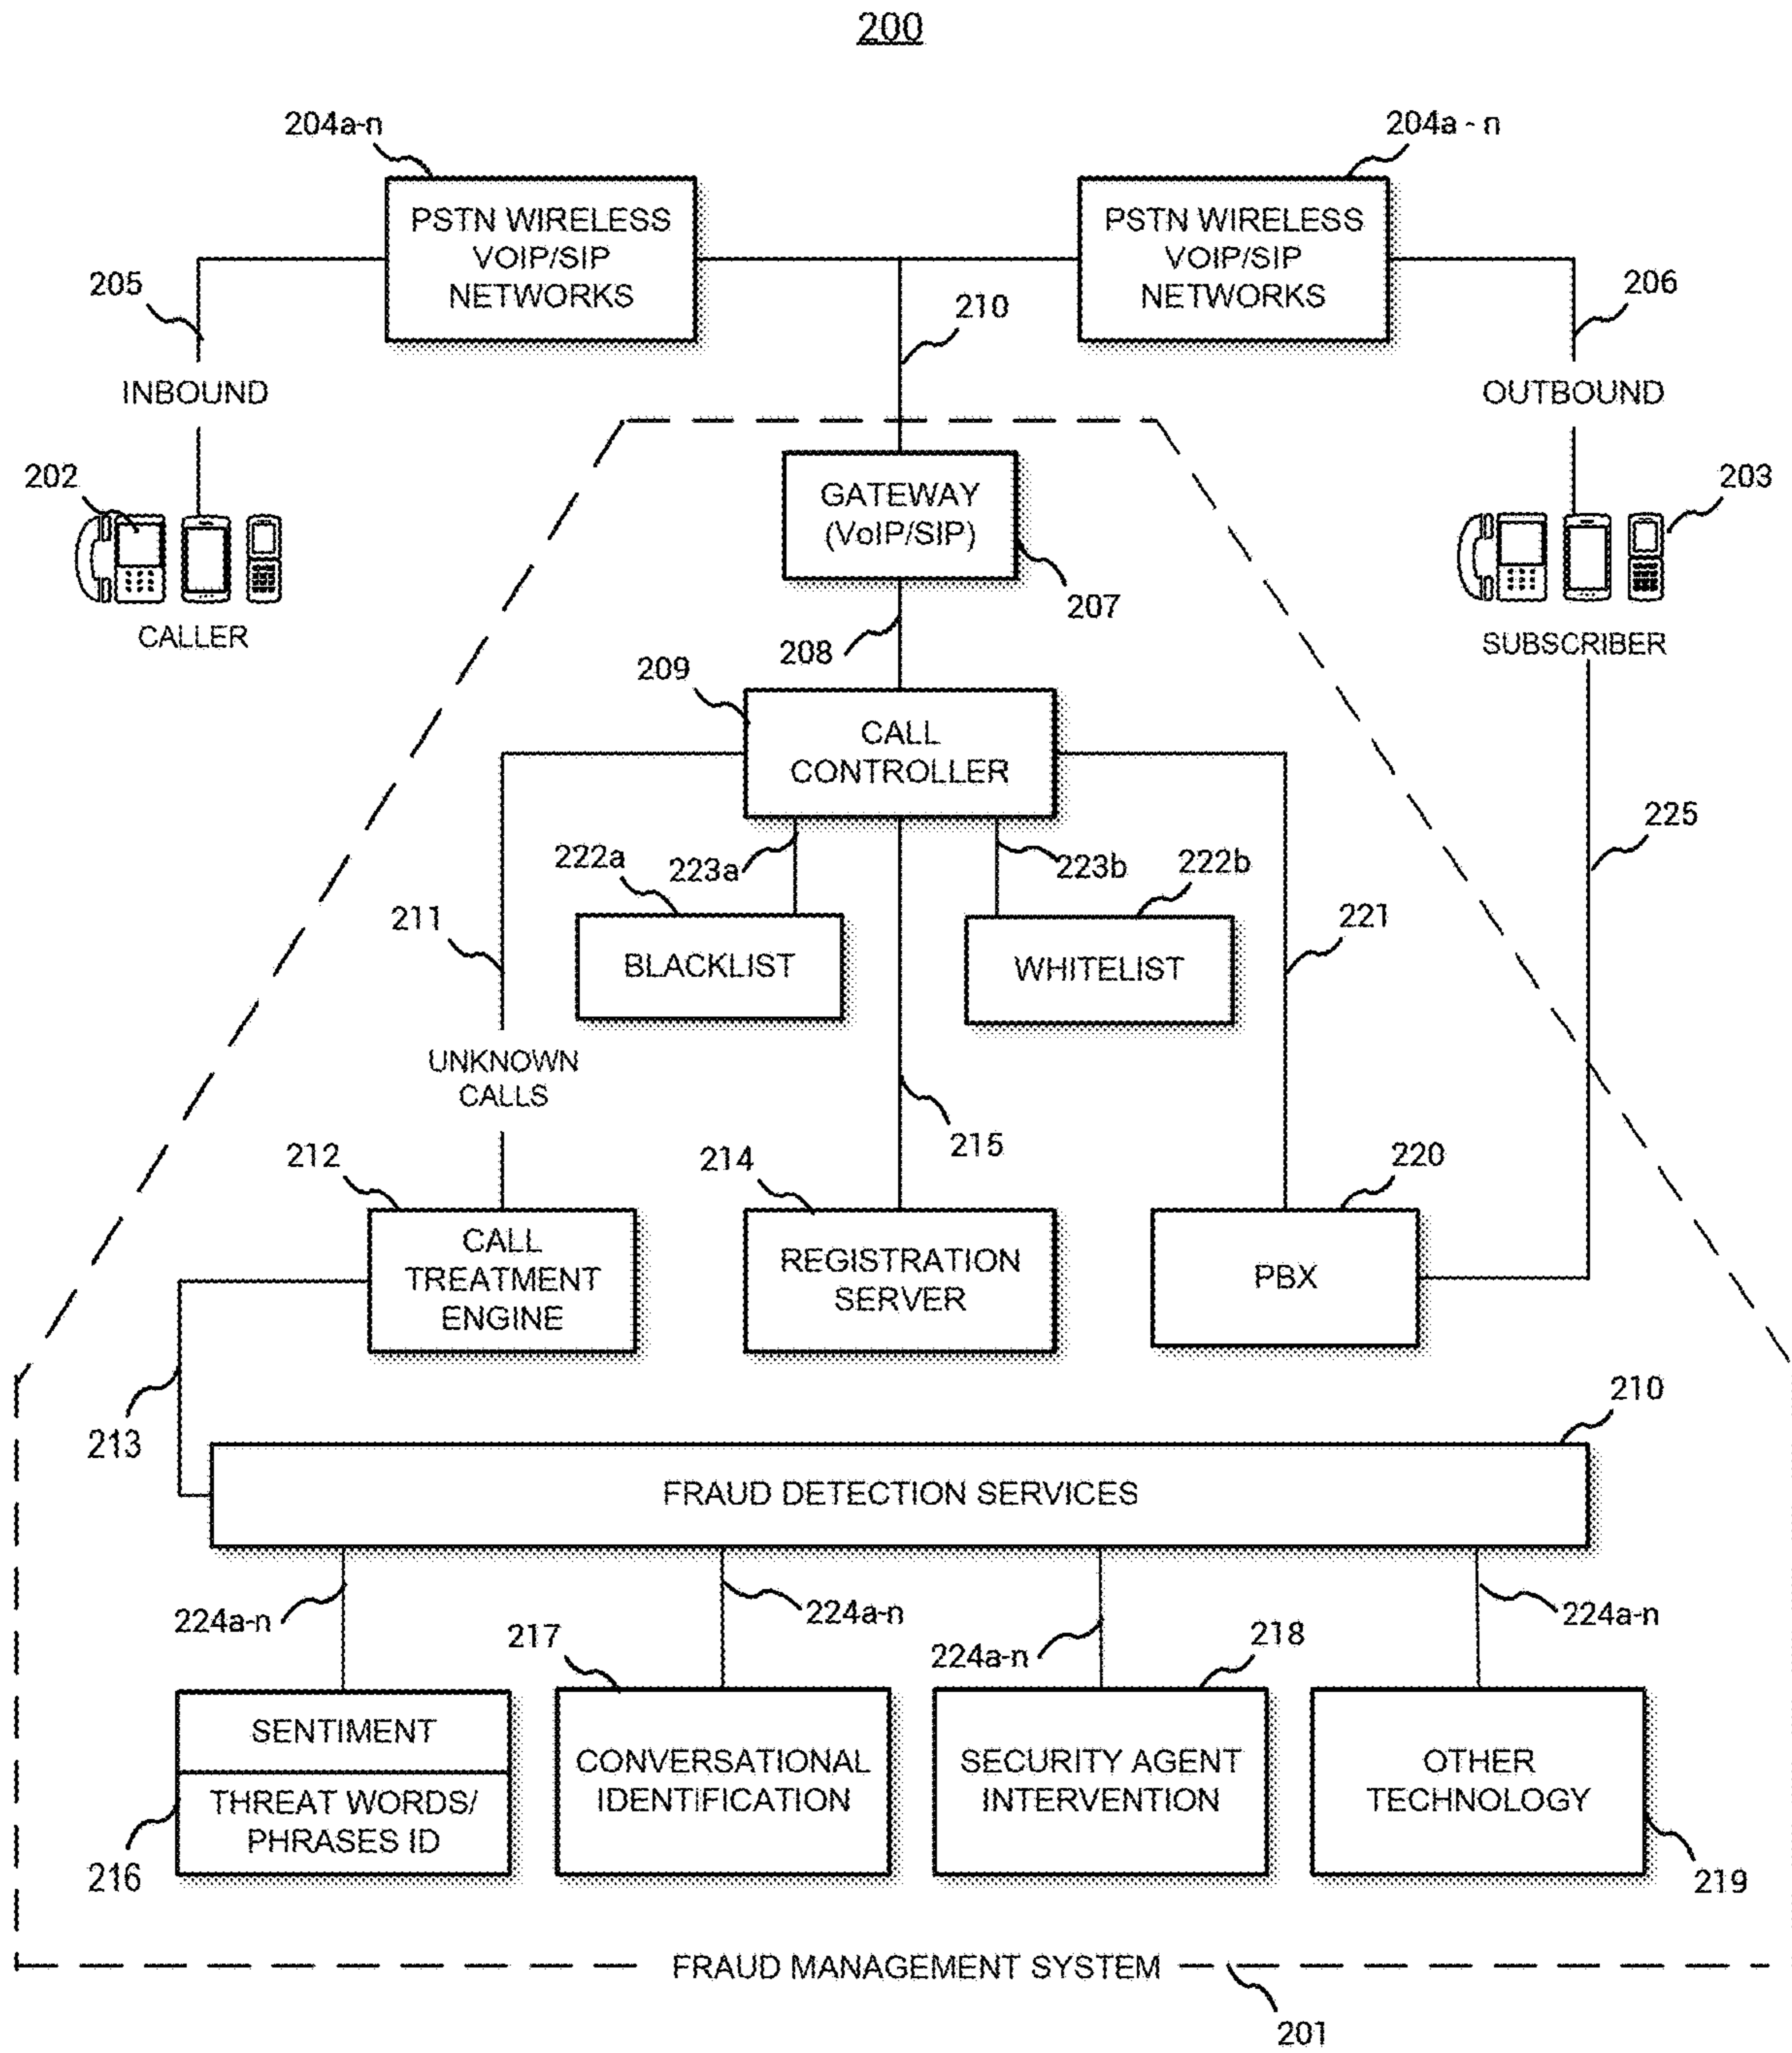 200
204a-n
204a - n
PSTN WIRELESS
VOIP/SIP
NETWORKS
PSTN WIRELESS
VOIP/SIP
NETWORKS
205
210
206
INBOUND
OUTBOUND
202
GATEWAY
(VoIP/SIP)
203
207
CALLER
SUBSCRIBER
208
209
CALL
CONTROLLER
225
222a
223a
223b
222b
211
221
BLACKLIST
WHITELIST
UNKNOWN
CALLS
215
212
214
220
CALL
TREATMENT
ENGINE
REGISTRATION
SERVER
PBX
213
210
FRAUD DETECTION SERVICES
224a-n
224a-n
224a-n
224a-n
217
218
SENTIMENT
THREAT WORDS/
PHRASES ID
CONVERSATIONAL
IDENTIFICATION
SECURITY AGENT
INTERVENTION
OTHER
TECHNOLOGY
216
219
FRAUD MANAGEMENT SYSTEM
201